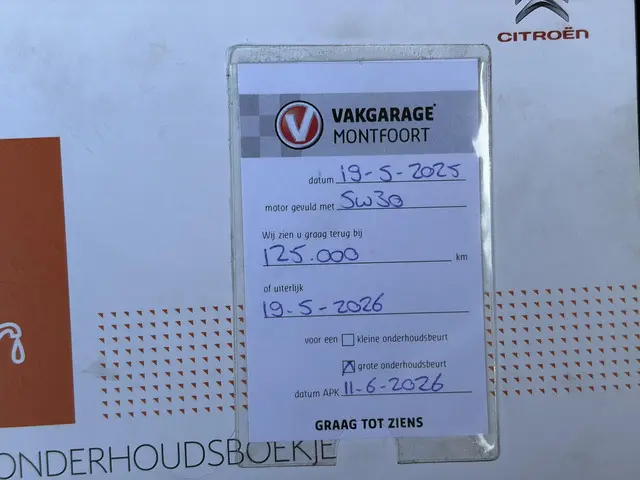 CITROËN
V VAKGARAGE
MONTFOORT
datum 19-5-2025
motor gevuld met 5W30
Wij zien u graag terug bij
125.000 km
of uiterlijk
19-5-2026
voor een kleine onderhoudsbeurt
grote onderhoudsbeurt
datum APK 11-6-2026
GRAAG TOT ZIENS
ONDERHOUDSBOEKJE